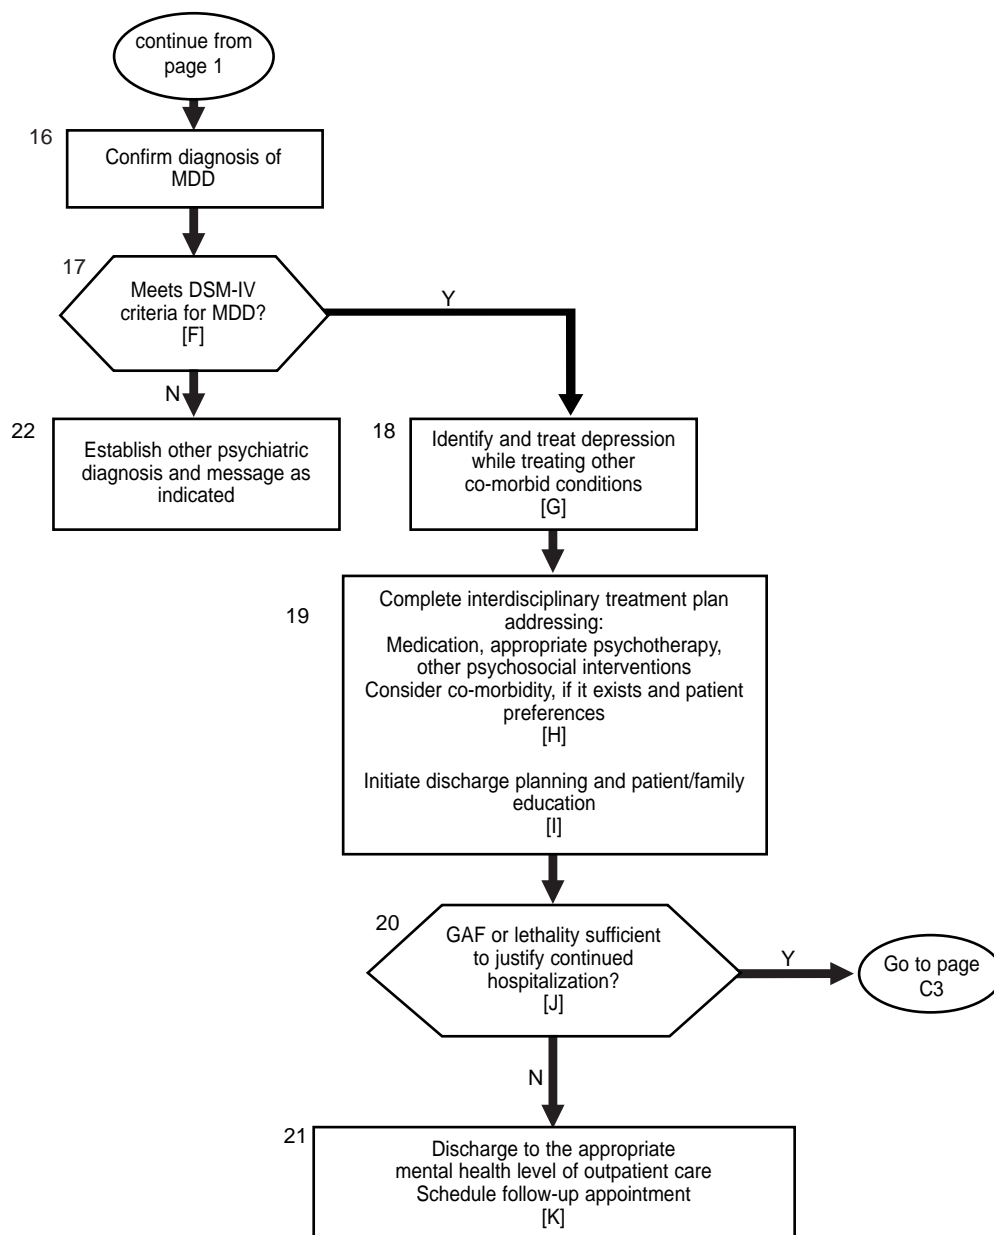 continue from
page 1
16
Confirm diagnosis of
MDD
17
Meets DSM-IV
criteria for MDD?
[F]
Y
N
22
Establish other psychiatric
diagnosis and message as
indicated
18
Identify and treat depression
while treating other
co-morbid conditions
[G]
19
Complete interdisciplinary treatment plan
addressing:
Medication, appropriate psychotherapy,
other psychosocial interventions
Consider co-morbidity, if it exists and patient
preferences
[H]
Initiate discharge planning and patient/family
education
[I]
20
GAF or lethality sufficient
to justify continued
hospitalization?
[J]
Y
Go to page
C3
N
21
Discharge to the appropriate
mental health level of outpatient care
Schedule follow-up appointment
[K]